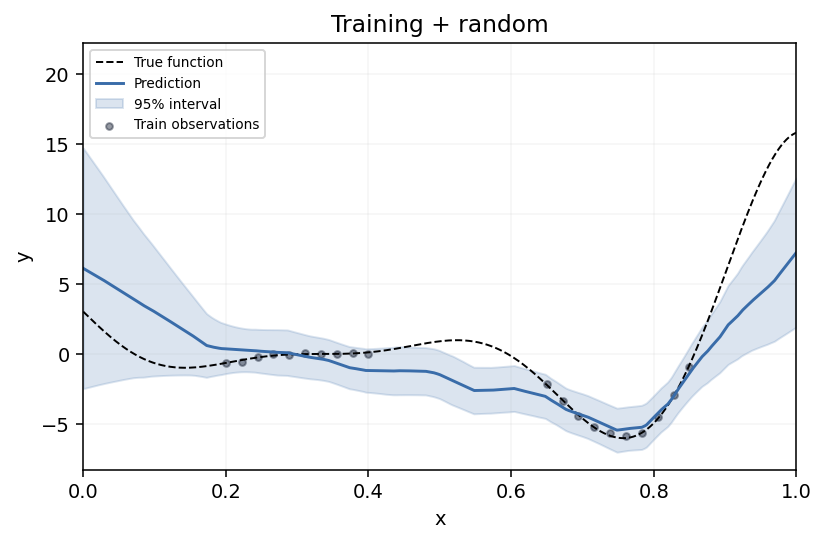 Training + random
True function
Prediction
95% interval
Train observations
y
20
15
10
5
0
−5
0.0
0.2
0.4
0.6
0.8
1.0
x